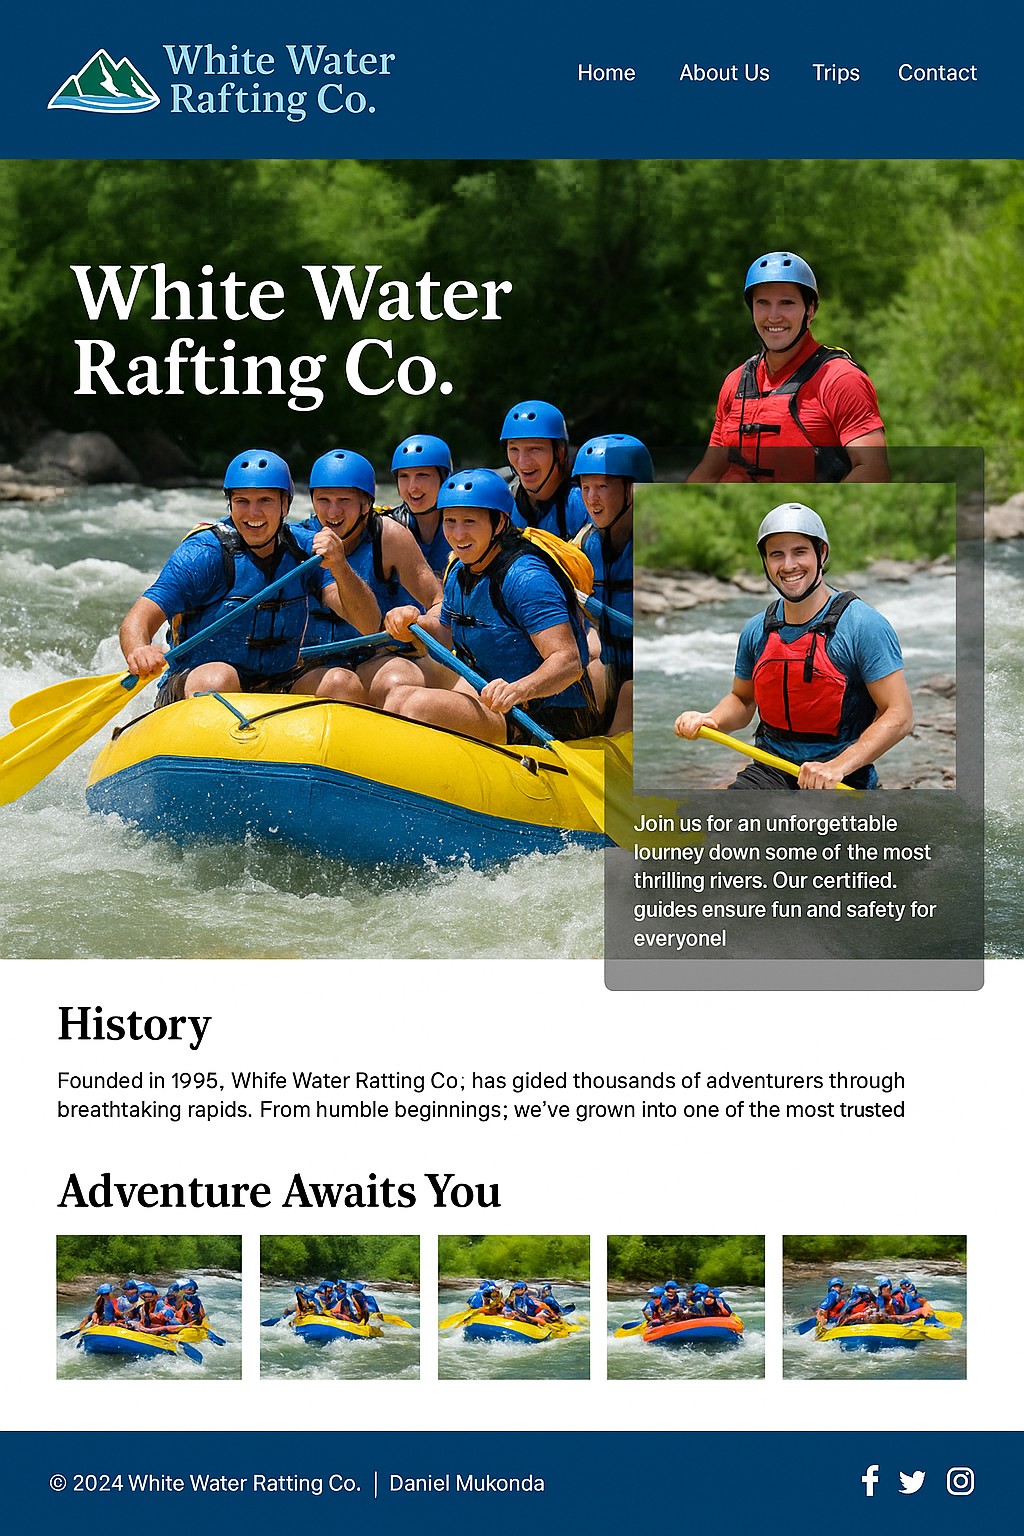 White Water
Rafting Co.
Home About Us Trips Contact
White Water
Rafting Co.
Join us for an unforgettable
lourney down some of the most
thrilling rivers. Our certified.
guides ensure fun and safety for
everyonel
History
Founded in 1995, Whife Water Ratting Co; has gided thousands of adventurers through
breathtaking rapids. From humble beginnings; we’ve grown into one of the most trusted
Adventure Awaits You
© 2024 White Water Ratting Co. | Daniel Mukonda